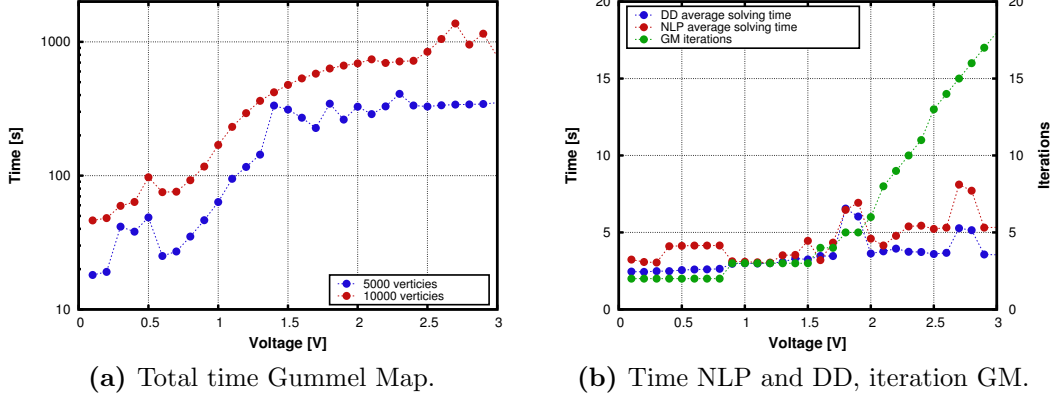 1000
100
10
Time [s]
0
0.5
1
1.5
2
2.5
3
Voltage [V]
5000 verticies
10000 verticies
(a) Total time Gummel Map.
20
15
10
5
0
Time [s]
DD average solving time
NLP average solving time
GM iterations
0
0.5
1
1.5
2
2.5
3
Voltage [V]
20
15
10
5
0
Iterations
(b) Time NLP and DD, iteration GM.